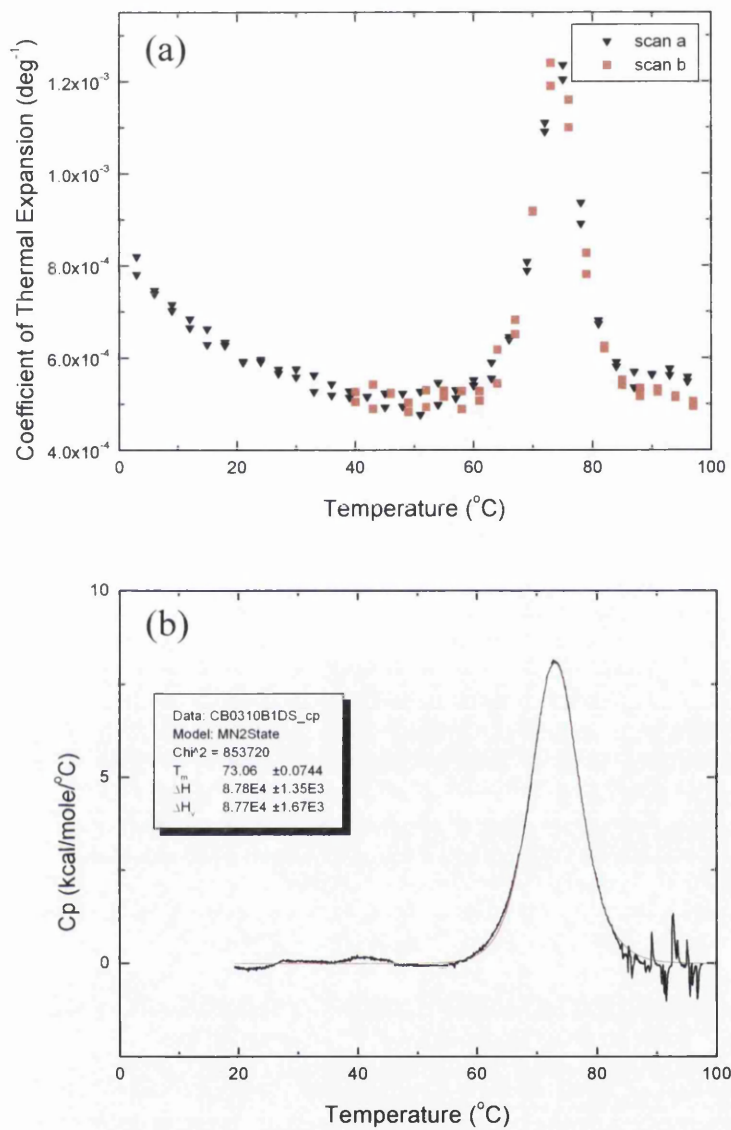 (a)
scan a
scan b
Coefficient of Thermal Expansion (deg⁻¹)
1.2x10⁻³
1.0x10⁻³
8.0x10⁻⁴
6.0x10⁻⁴
4.0x10⁻⁴
0 20 40 60 80 100
Temperature (°C)
(b)
Data: CB0310B1DS_cp
Model: MN2State
Chi^2 = 853720
Tₘ 73.06 ±0.0744
ΔH 8.78E4 ±1.35E3
ΔHᵥ 8.77E4 ±1.67E3
Cp (kcal/mole/°C)
10
5
0
20 40 60 80 100
Temperature (°C)